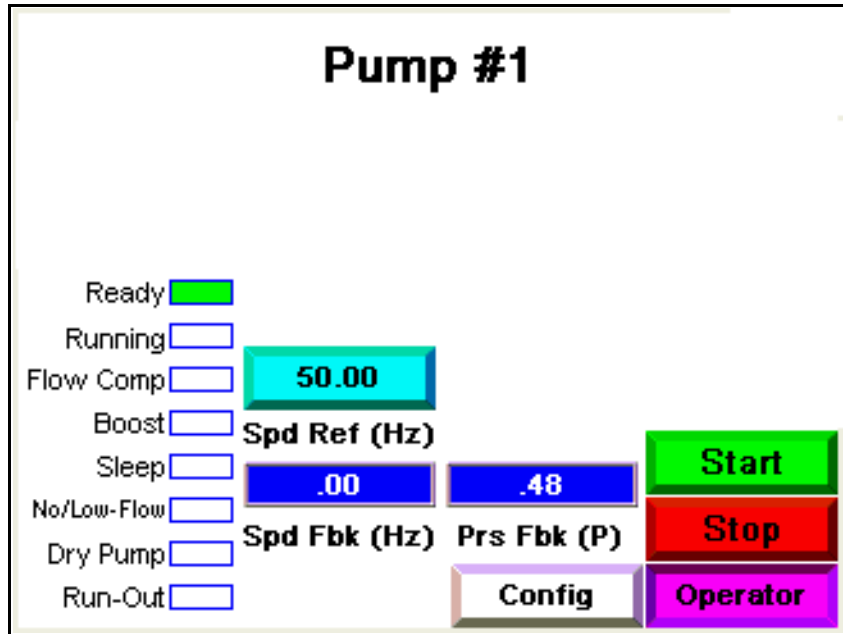 Pump #1
Ready
Running
Flow Comp
50.00
Boost
Spd Ref (Hz)
Sleep
.00
.48
Start
No/Low-Flow
Spd Fbk (Hz)
Prs Fbk (P)
Stop
Dry Pump
Run-Out
Config
Operator